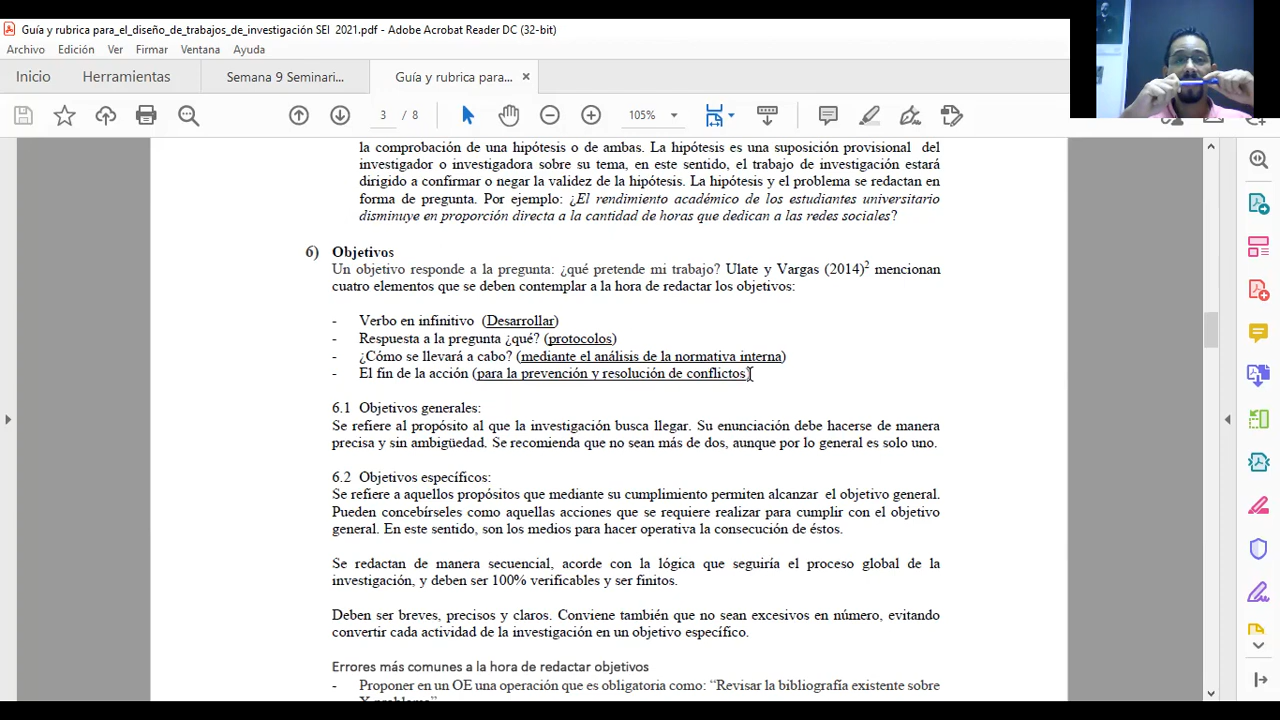 Guía y rubrica para_el_diseño_de_trabajos_de_investigación SEI  2021.pdf - Adobe Acrobat Reader DC (32-bit)
Archivo Edición Ver Firmar Ventana Ayuda
Inicio Herramientas Semana 9 Seminari... Guía y rubrica para... ×
3 / 8 105%
la comprobación de una hipótesis o de ambas. La hipótesis es una suposición provisional del
investigador o investigadora sobre su tema, en este sentido, el trabajo de investigación estará
dirigido a confirmar o negar la validez de la hipótesis. La hipótesis y el problema se redactan en
forma de pregunta. Por ejemplo: ¿El rendimiento académico de los estudiantes universitario
disminuye en proporción directa a la cantidad de horas que dedican a las redes sociales?
6) Objetivos
Un objetivo responde a la pregunta: ¿qué pretende mi trabajo? Ulate y Vargas (2014)² mencionan
cuatro elementos que se deben contemplar a la hora de redactar los objetivos:
- Verbo en infinitivo (Desarrollar)
- Respuesta a la pregunta ¿qué? (protocolos)
- ¿Cómo se llevará a cabo? (mediante el análisis de la normativa interna)
- El fin de la acción (para la prevención y resolución de conflictos)
6.1 Objetivos generales:
Se refiere al propósito al que la investigación busca llegar. Su enunciación debe hacerse de manera
precisa y sin ambigüedad. Se recomienda que no sean más de dos, aunque por lo general es solo uno.
6.2 Objetivos específicos:
Se refiere a aquellos propósitos que mediante su cumplimiento permiten alcanzar el objetivo general.
Pueden concebírseles como aquellas acciones que se requiere realizar para cumplir con el objetivo
general. En este sentido, son los medios para hacer operativa la consecución de éstos.
Se redactan de manera secuencial, acorde con la lógica que seguiría el proceso global de la
investigación, y deben ser 100% verificables y ser finitos.
Deben ser breves, precisos y claros. Conviene también que no sean excesivos en número, evitando
convertir cada actividad de la investigación en un objetivo específico.
Errores más comunes a la hora de redactar objetivos
- Proponer en un OE una operación que es obligatoria como: “Revisar la bibliografía existente sobre